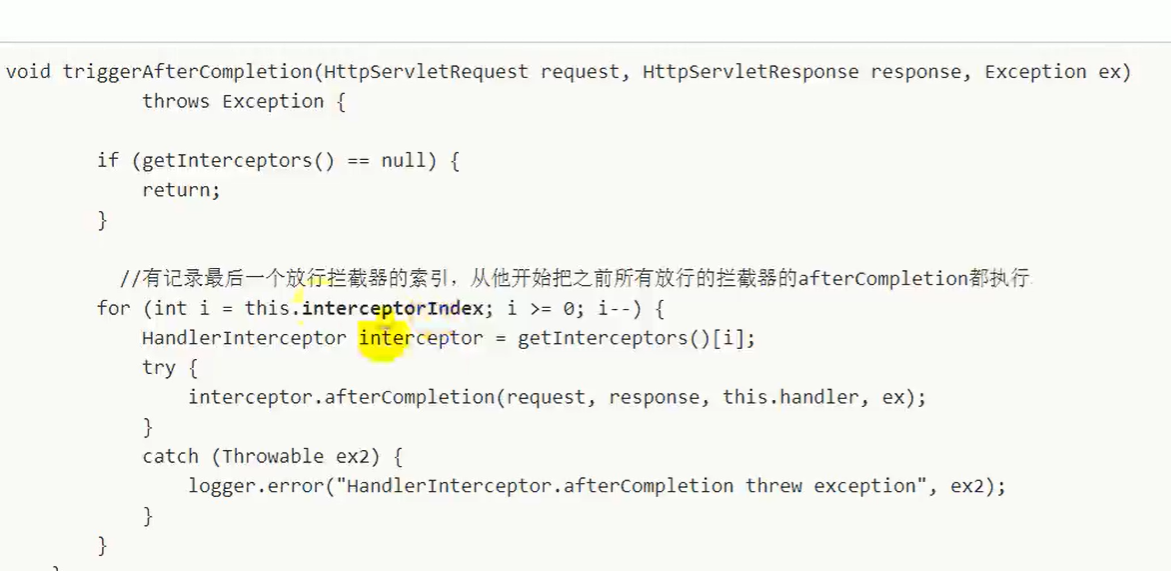 void triggerAfterCompletion(HttpServletRequest request, HttpServletResponse response, Exception ex)
throws Exception {
if (getInterceptors() == null) {
return;
}
//有记录最后一个放行拦截器的索引，从他开始把之前所有放行的拦截器的afterCompletion都执行
for (int i = this.interceptorIndex; i >= 0; i--) {
HandlerInterceptor interceptor = getInterceptors()[i];
try {
interceptor.afterCompletion(request, response, this.handler, ex);
}
catch (Throwable ex2) {
logger.error("HandlerInterceptor.afterCompletion threw exception", ex2);
}
}
}